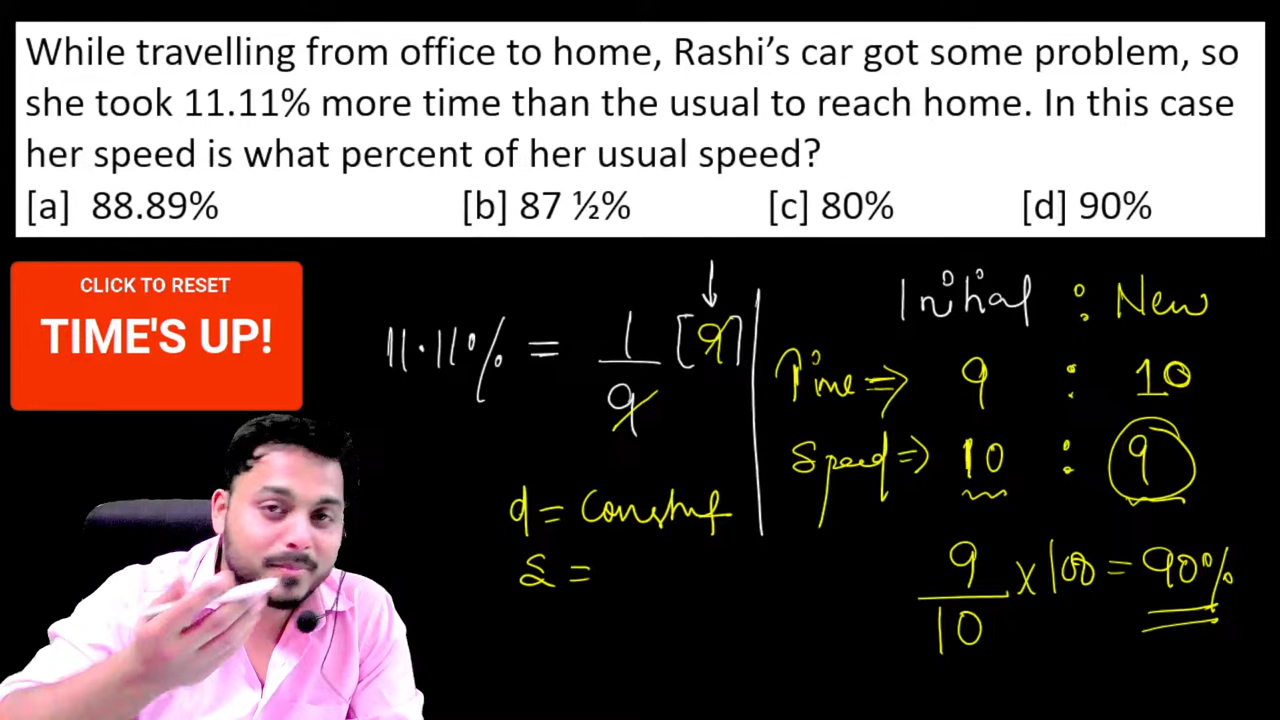 While travelling from office to home, Rashi’s car got some problem, so
she took 11.11% more time than the usual to reach home. In this case
her speed is what percent of her usual speed?
[a] 88.89% [b] 87 ½% [c] 80% [d] 90%
CLICK TO RESET
TIME'S UP!
11.11% = 1/9 [9]
d = Constant
S =
Initial : New
Time => 9 : 10
Speed => 10 : 9
9/10 x 100 = 90%